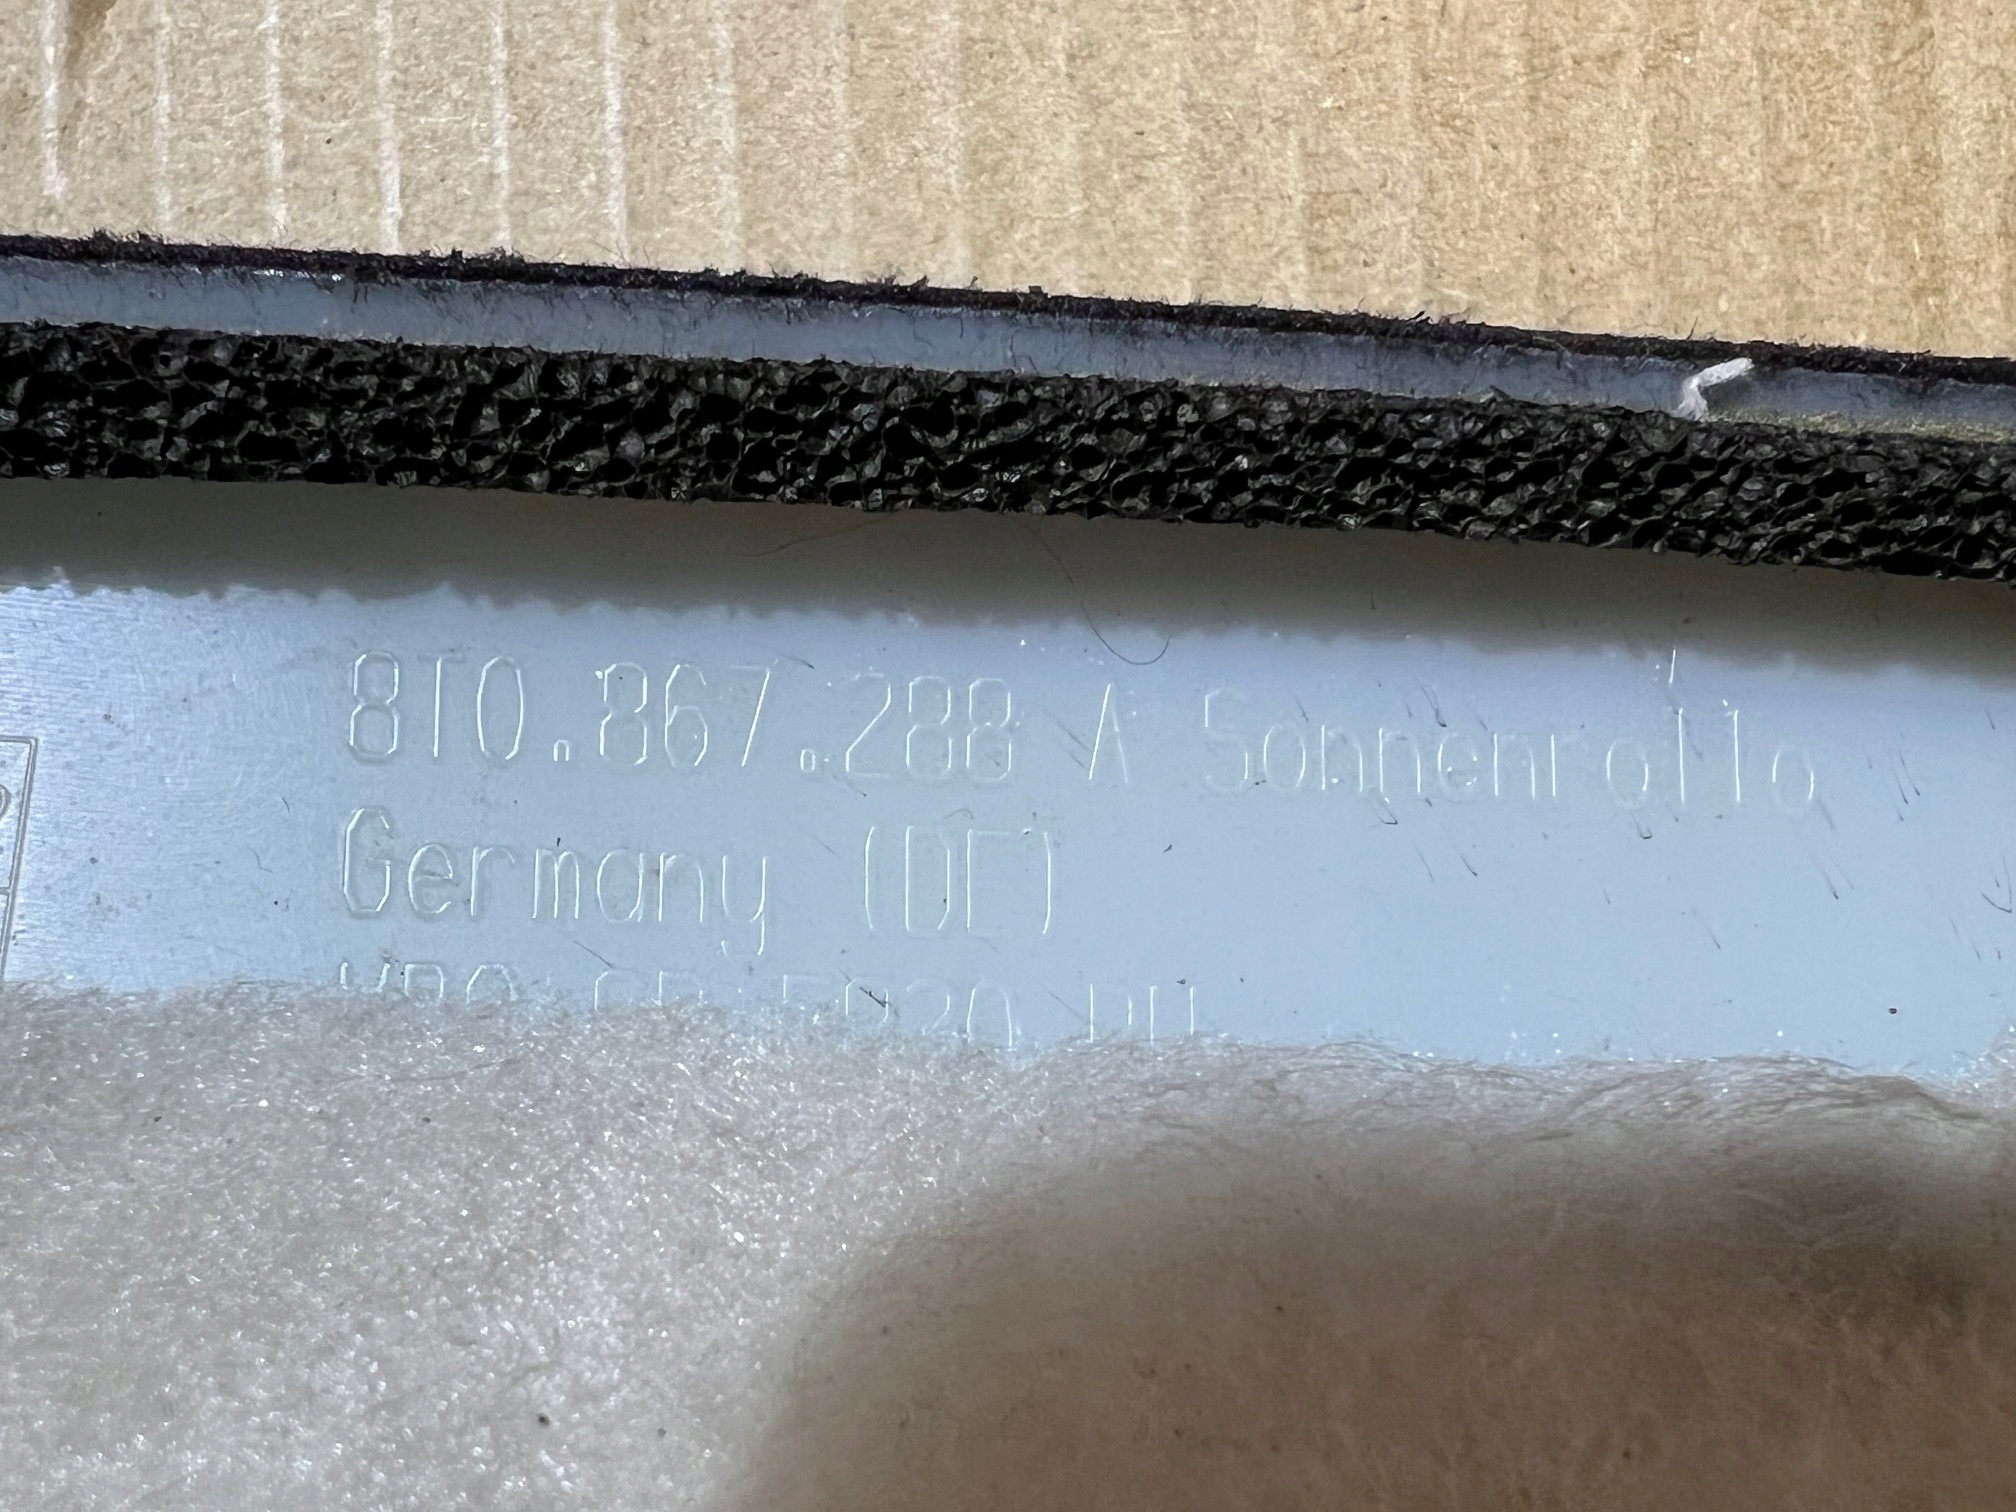 8T0.867.288 A Sonnenrollo
Germany (DE)